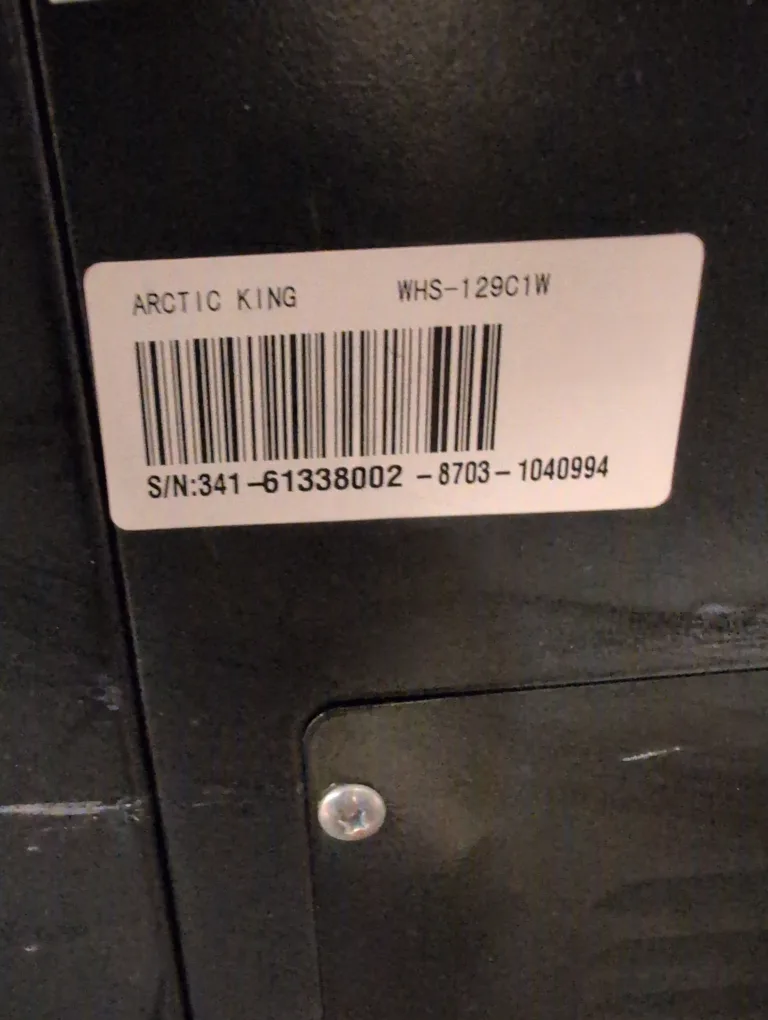 ARCTIC KING WHS-129C1W
S/N:341-61338002-8703-1040994